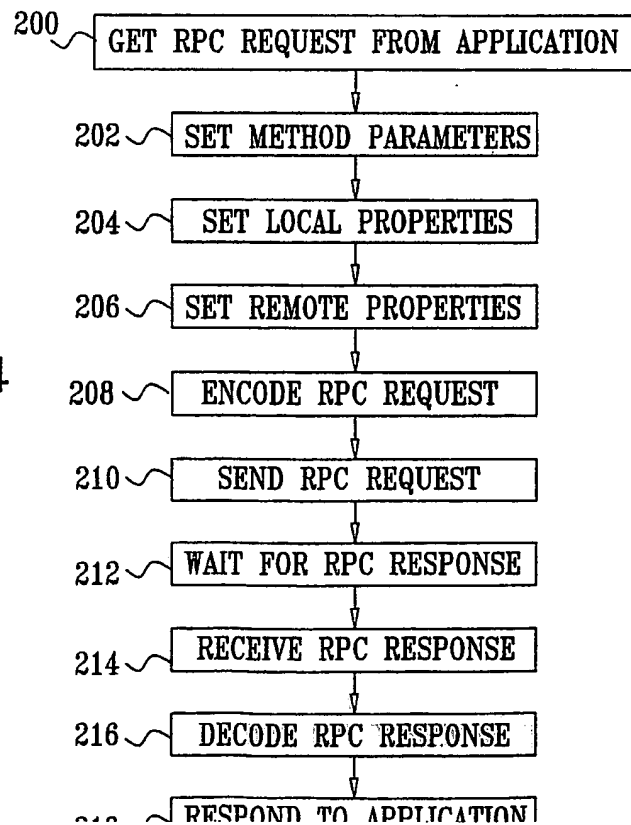 200 GET RPC REQUEST FROM APPLICATION
202 SET METHOD PARAMETERS
204 SET LOCAL PROPERTIES
206 SET REMOTE PROPERTIES
208 ENCODE RPC REQUEST
210 SEND RPC REQUEST
212 WAIT FOR RPC RESPONSE
214 RECEIVE RPC RESPONSE
216 DECODE RPC RESPONSE
RESPOND TO APPLICATION